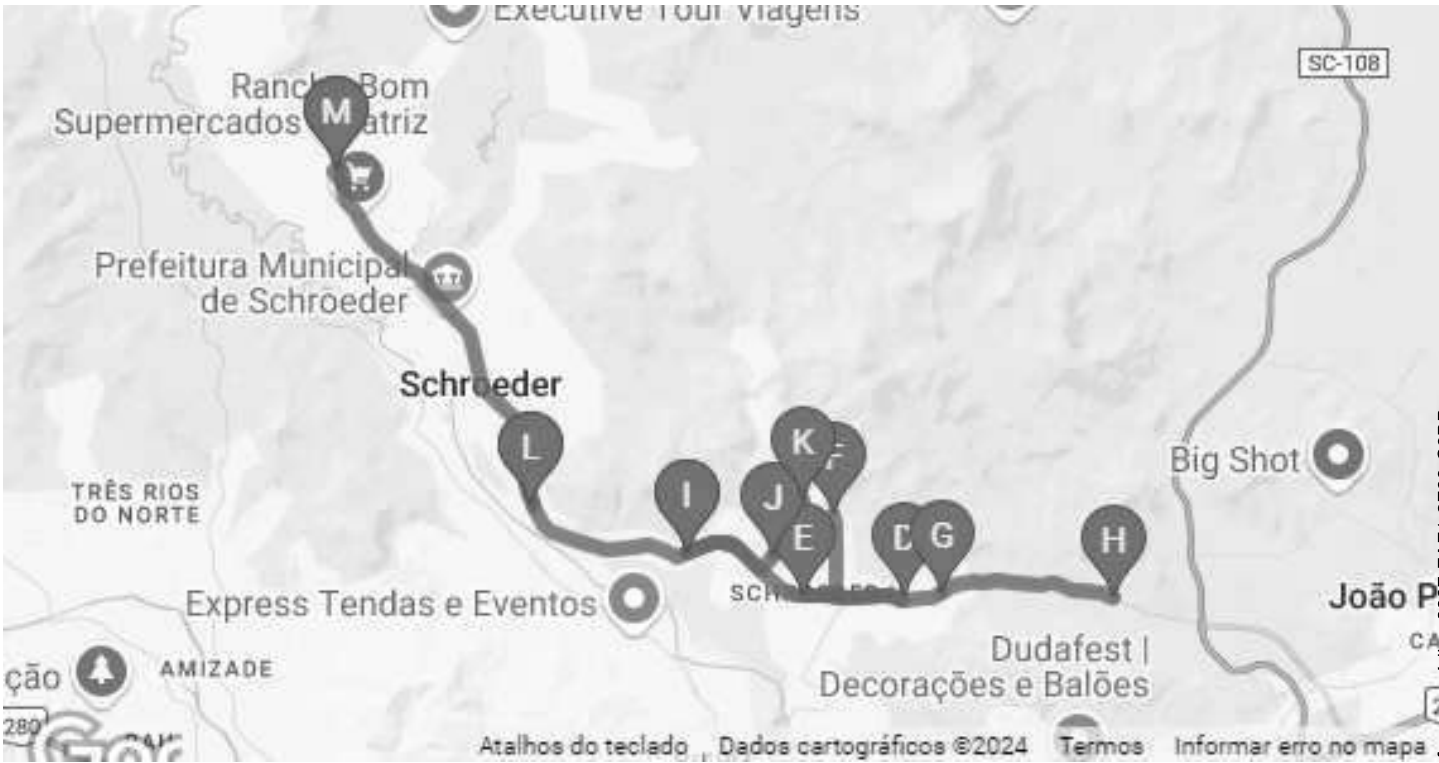 Executive Tour Viagens
SC-108
M
Bom
Supermercados
Prefeitura Municipal
de Schroeder
Schroeder
K
L
Big Shot
I
J
TRÊS RIOS
DO NORTE
E
D
G
H
Express Tendas e Eventos
João P
CA
Dudafest |
Decorações e Balões
ção
AMIZADE
280
Atalhos do teclado
Dados cartográficos ©2024
Termos
Informar erro no mapa